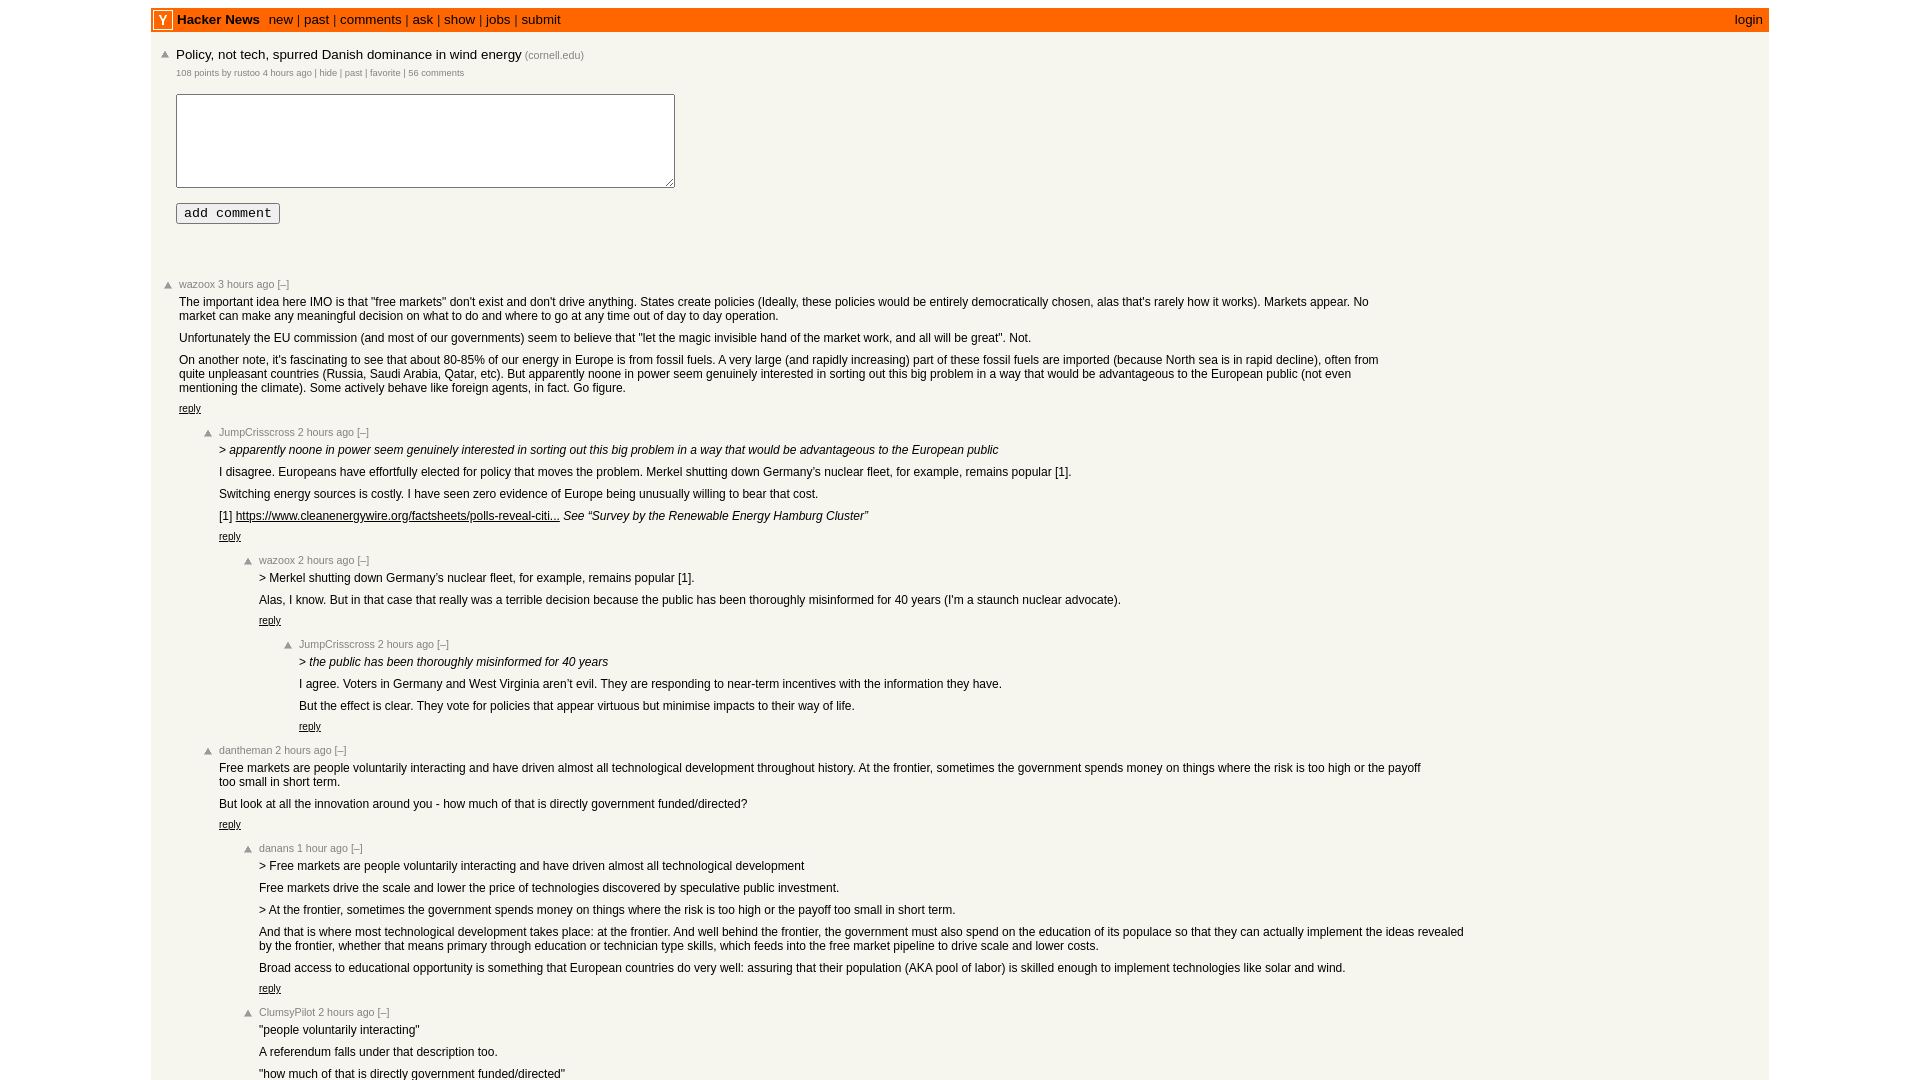 Y Hacker News new | past | comments | ask | show | jobs | submit login
Policy, not tech, spurred Danish dominance in wind energy (cornell.edu)
108 points by rustoo 4 hours ago | hide | past | favorite | 56 comments
add comment
wazoox 3 hours ago [–]
The important idea here IMO is that "free markets" don't exist and don't drive anything. States create policies (Ideally, these policies would be entirely democratically chosen, alas that's rarely how it works). Markets appear. No
market can make any meaningful decision on what to do and where to go at any time out of day to day operation.
Unfortunately the EU commission (and most of our governments) seem to believe that "let the magic invisible hand of the market work, and all will be great". Not.
On another note, it's fascinating to see that about 80-85% of our energy in Europe is from fossil fuels. A very large (and rapidly increasing) part of these fossil fuels are imported (because North sea is in rapid decline), often from
quite unpleasant countries (Russia, Saudi Arabia, Qatar, etc). But apparently noone in power seem genuinely interested in sorting out this big problem in a way that would be advantageous to the European public (not even
mentioning the climate). Some actively behave like foreign agents, in fact. Go figure.
reply
JumpCrisscross 2 hours ago [–]
> apparently noone in power seem genuinely interested in sorting out this big problem in a way that would be advantageous to the European public
I disagree. Europeans have effortfully elected for policy that moves the problem. Merkel shutting down Germany’s nuclear fleet, for example, remains popular [1].
Switching energy sources is costly. I have seen zero evidence of Europe being unusually willing to bear that cost.
[1] https://www.cleanenergywire.org/factsheets/polls-reveal-citi... See “Survey by the Renewable Energy Hamburg Cluster”
reply
wazoox 2 hours ago [–]
> Merkel shutting down Germany’s nuclear fleet, for example, remains popular [1].
Alas, I know. But in that case that really was a terrible decision because the public has been thoroughly misinformed for 40 years (I'm a staunch nuclear advocate).
reply
JumpCrisscross 2 hours ago [–]
> the public has been thoroughly misinformed for 40 years
I agree. Voters in Germany and West Virginia aren’t evil. They are responding to near-term incentives with the information they have.
But the effect is clear. They vote for policies that appear virtuous but minimise impacts to their way of life.
reply
dantheman 2 hours ago [–]
Free markets are people voluntarily interacting and have driven almost all technological development throughout history. At the frontier, sometimes the government spends money on things where the risk is too high or the payoff
too small in short term.
But look at all the innovation around you - how much of that is directly government funded/directed?
reply
danans 1 hour ago [–]
> Free markets are people voluntarily interacting and have driven almost all technological development
Free markets drive the scale and lower the price of technologies discovered by speculative public investment.
> At the frontier, sometimes the government spends money on things where the risk is too high or the payoff too small in short term.
And that is where most technological development takes place: at the frontier. And well behind the frontier, the government must also spend on the education of its populace so that they can actually implement the ideas revealed
by the frontier, whether that means primary through education or technician type skills, which feeds into the free market pipeline to drive scale and lower costs.
Broad access to educational opportunity is something that European countries do very well: assuring that their population (AKA pool of labor) is skilled enough to implement technologies like solar and wind.
reply
ClumsyPilot 2 hours ago [–]
"people voluntarily interacting"
A referendum falls under that description too.
"how much of that is directly government funded/directed"